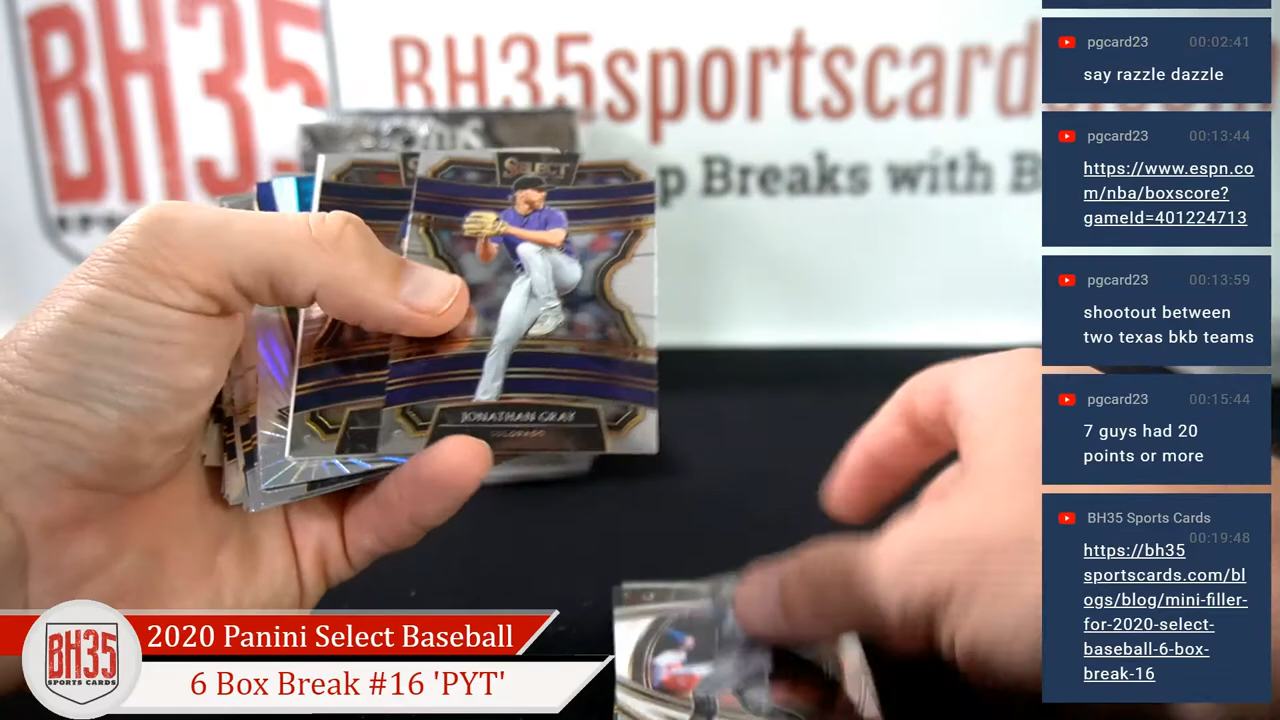 BH35
SPORTS
BH35sportscard
p Breaks with B
SELECT
JONATHAN GRAY
COLORADO
2020 Panini Select Baseball
6 Box Break #16 'PYT'
BH35
SPORTS CARDS
pgcard23 00:02:41
say razzle dazzle
pgcard23 00:13:44
https://www.espn.co
m/nba/boxscore?
gameId=401224713
pgcard23 00:13:59
shootout between
two texas bkb teams
pgcard23 00:15:44
7 guys had 20
points or more
BH35 Sports Cards
00:19:48
https://bh35
sportscards.com/bl
ogs/blog/mini-filler-
for-2020-select-
baseball-6-box-
break-16